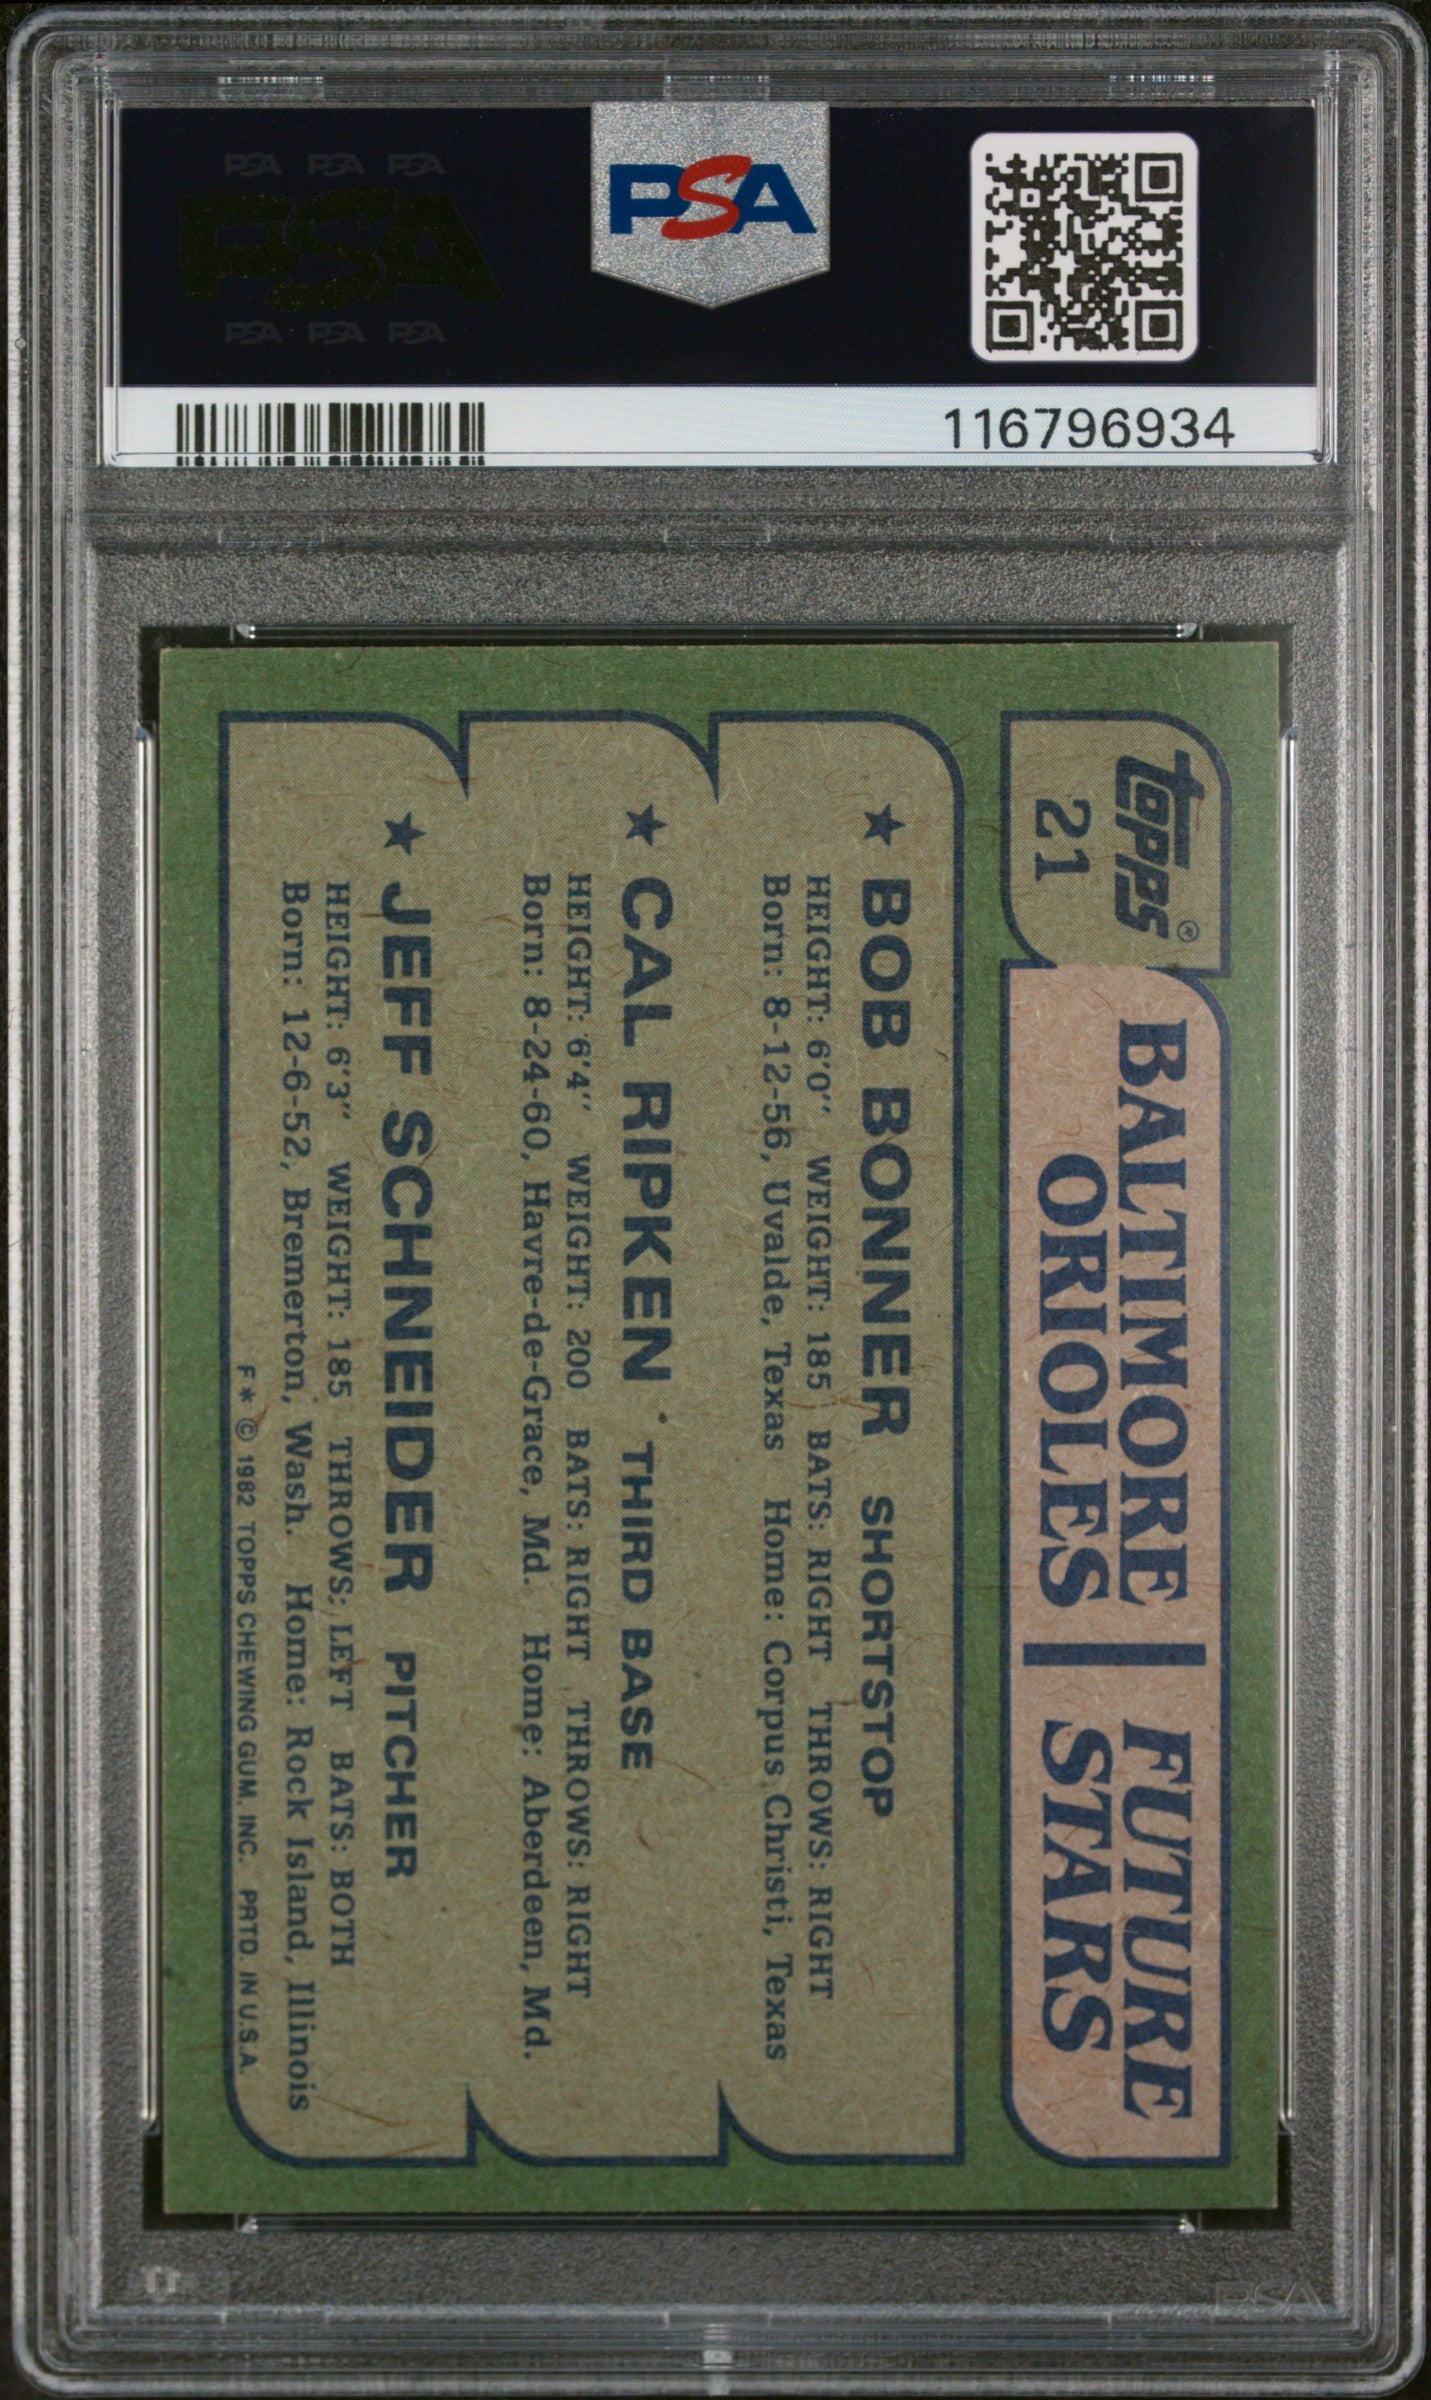 PSA PSA PSA
PSA
PSA PSA PSA
PSA
116796934
topps®
21
BALTIMORE
ORIOLES
FUTURE
STARS
★ BOB BONNER SHORTSTOP
HEIGHT: 6'0" WEIGHT: 185 BATS: RIGHT THROWS: RIGHT
Born: 8-12-56, Uvalde, Texas Home: Corpus Christi, Texas
★ CAL RIPKEN THIRD BASE
HEIGHT: 6'4" WEIGHT: 200 BATS: RIGHT THROWS: RIGHT
Born: 8-24-60, Havre-de-Grace, Md. Home: Aberdeen, Md.
★ JEFF SCHNEIDER PITCHER
HEIGHT: 6'3" WEIGHT: 185 THROWS: LEFT BATS: BOTH
Born: 12-6-52, Bremerton, Wash. Home: Rock Island, Illinois
F * © 1982 TOPPS CHEWING GUM, INC. PRTD. IN U.S.A.
PSA